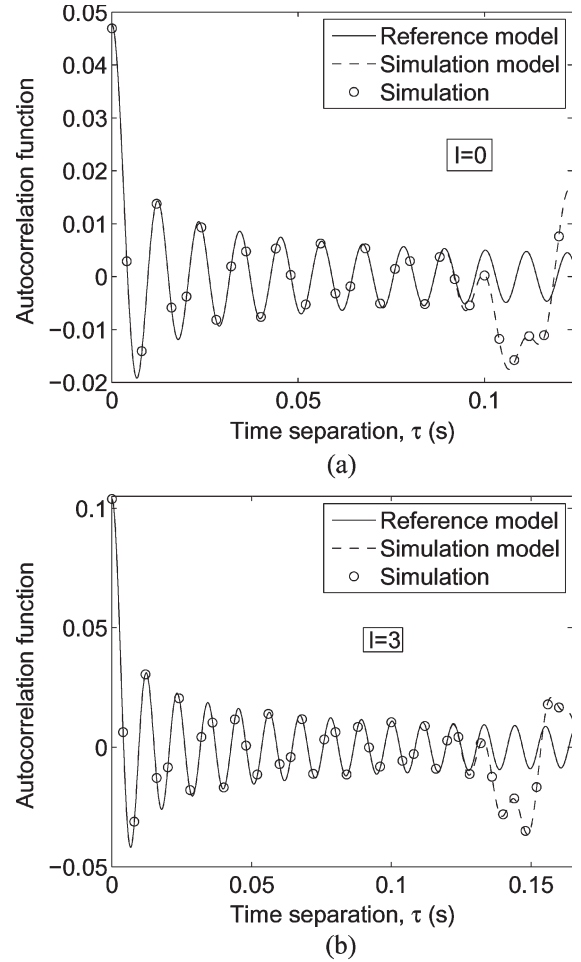 0.05
0.04
0.03
0.02
0.01
0
−0.01
−0.02
Autocorrelation function
Reference model
Simulation model
Simulation
l=0
0
0.05
0.1
Time separation, τ (s)
(a)
0.1
0.05
0
−0.05
Autocorrelation function
Reference model
Simulation model
Simulation
l=3
0
0.05
0.1
0.15
Time separation, τ (s)
(b)